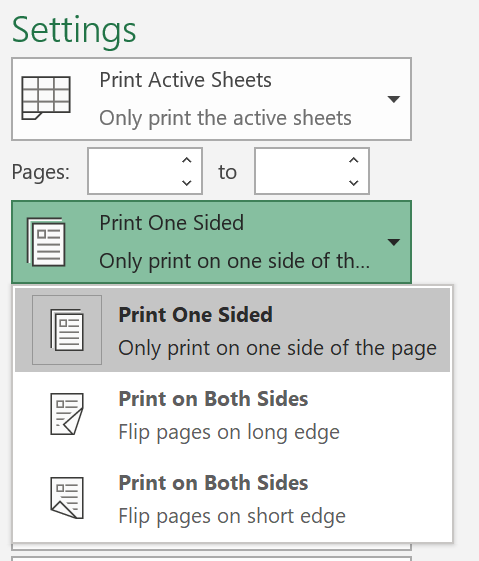 Settings
Print Active Sheets
Only print the active sheets
Pages: to
Print One Sided
Only print on one side of th...
Print One Sided
Only print on one side of the page
Print on Both Sides
Flip pages on long edge
Print on Both Sides
Flip pages on short edge